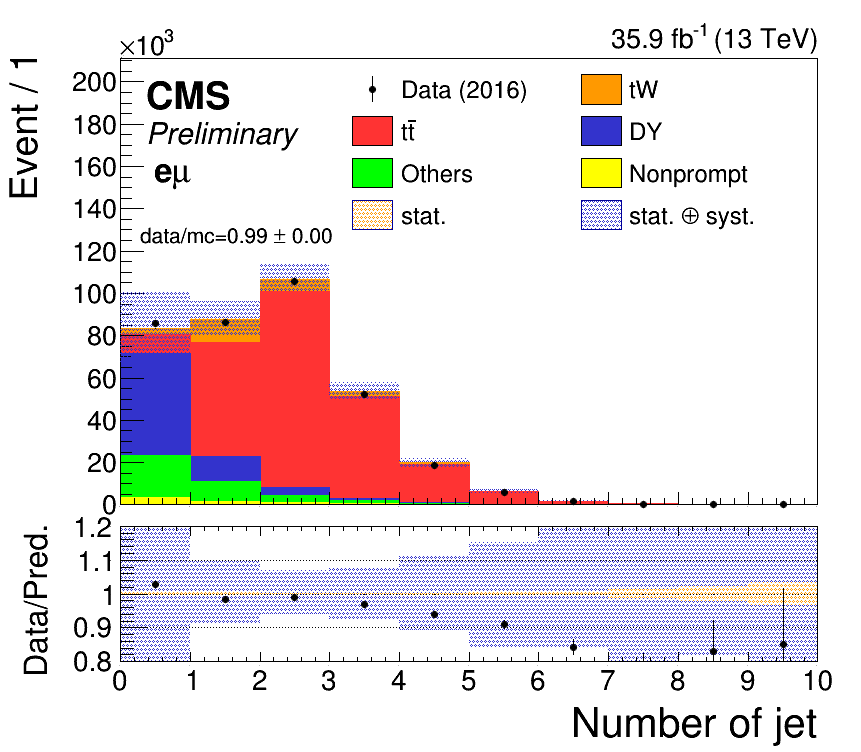 ×10³
35.9 fb⁻¹ (13 TeV)
Event / 1
CMS
Preliminary
eμ
data/mc=0.99 ± 0.00
Data (2016)
tW
tt̄
DY
Others
Nonprompt
stat.
stat. ⊕ syst.
200
180
160
140
120
100
80
60
40
20
0
Data/Pred.
1.2
1.1
1
0.9
0.8
0 1 2 3 4 5 6 7 8 9 10
Number of jet